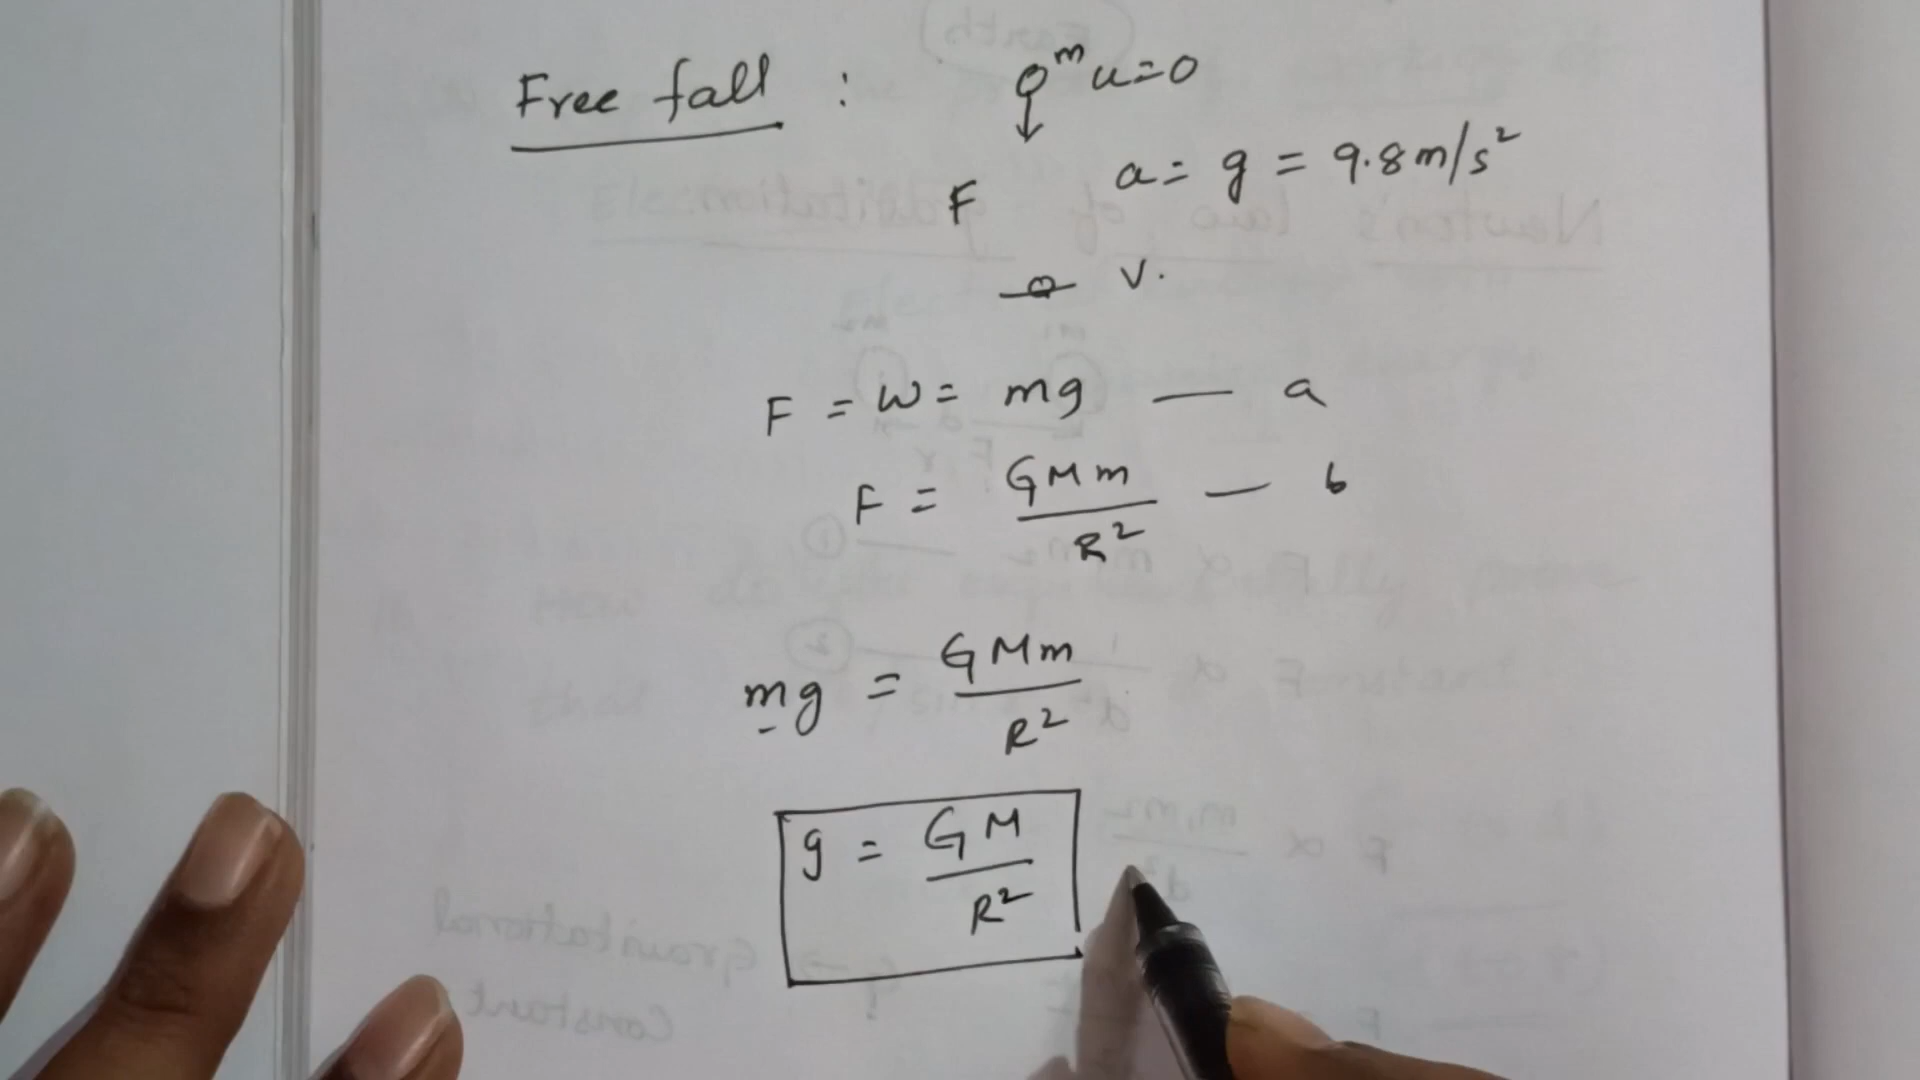 Free fall : m u=0
a = g = 9.8 m/s²
F
v.
F = W = mg — a
F = GMm / R² — b
mg = GMm / R²
g = GM / R²